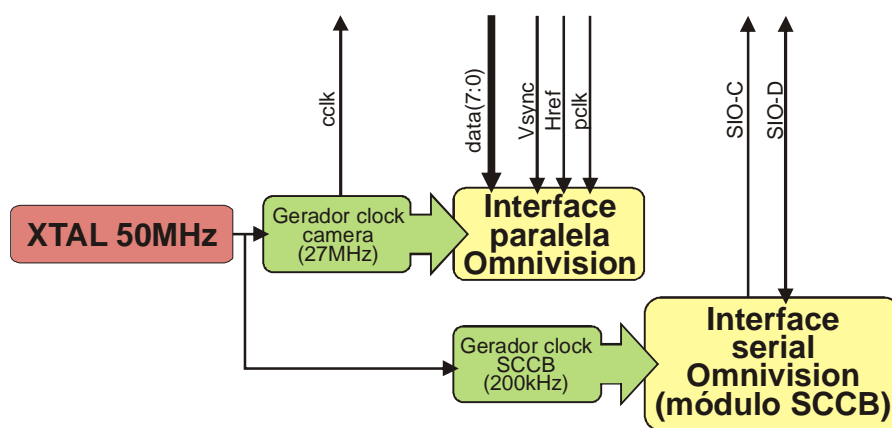 cclk
data(7:0)
Vsync
Href
pclk
SIO-C
SIO-D
XTAL 50MHz
Gerador clock
camera
(27MHz)
Interface
paralela
Omnivision
Gerador clock
SCCB
(200kHz)
Interface
serial
Omnivision
(módulo SCCB)